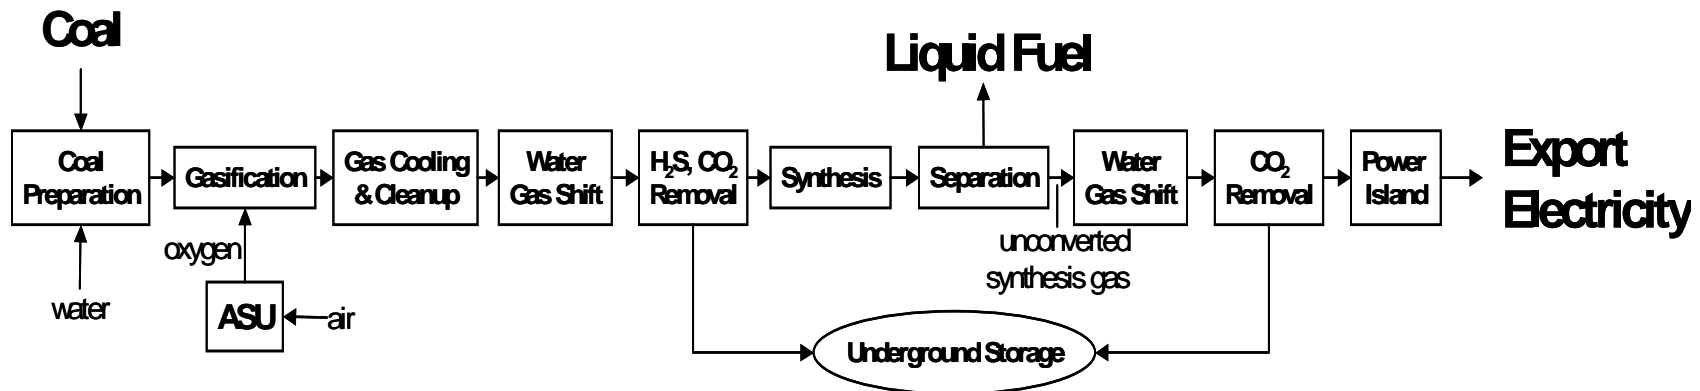 Coal
Liquid Fuel
Coal
Preparation
Gasification
Gas Cooling
& Cleanup
Water
Gas Shift
H₂S, CO₂
Removal
Synthesis
Separation
Water
Gas Shift
CO₂
Removal
Power
Island
Export
Electricity
oxygen
unconverted
synthesis gas
water
ASU
air
Underground Storage